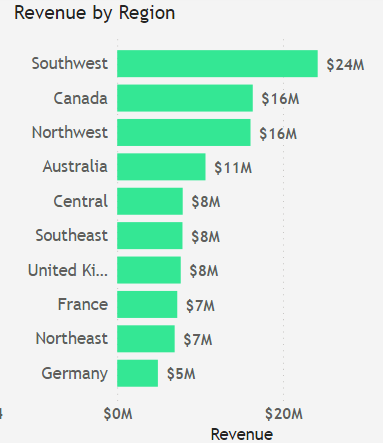 Revenue by Region
Southwest $24M
Canada $16M
Northwest $16M
Australia $11M
Central $8M
Southeast $8M
United Ki... $8M
France $7M
Northeast $7M
Germany $5M
$0M $20M
Revenue